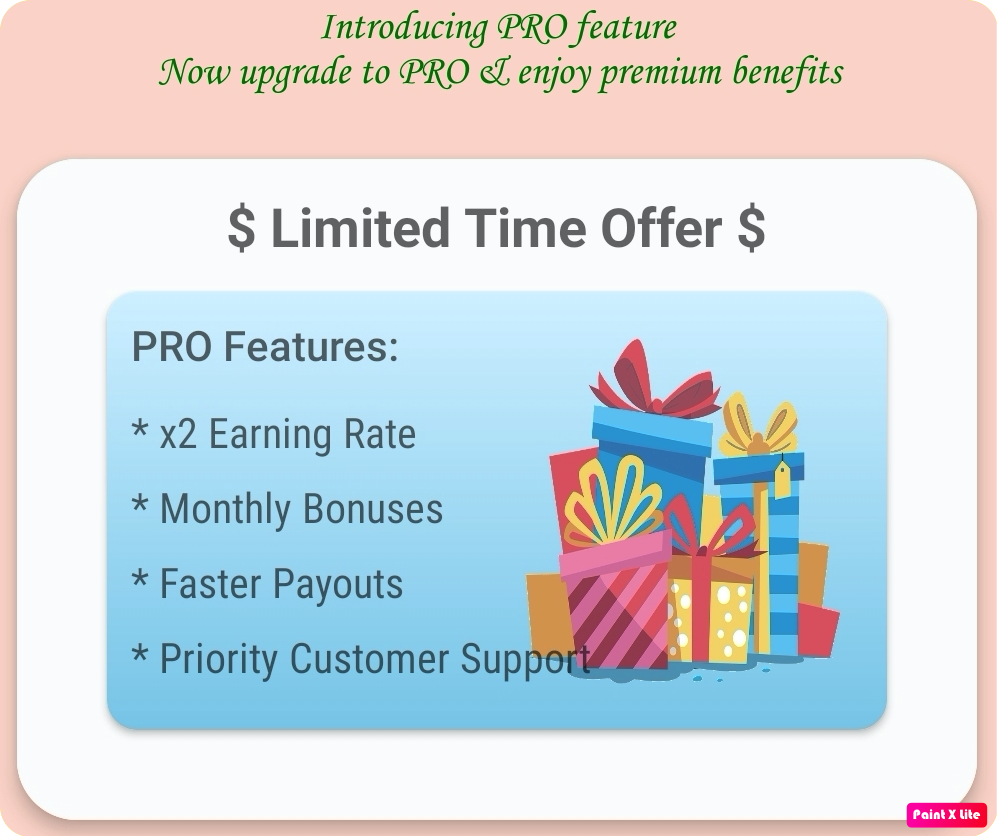 Introducing PRO feature
Now upgrade to PRO & enjoy premium benefits
$ Limited Time Offer $
PRO Features:
* x2 Earning Rate
* Monthly Bonuses
* Faster Payouts
* Priority Customer Support
Paint X Lite